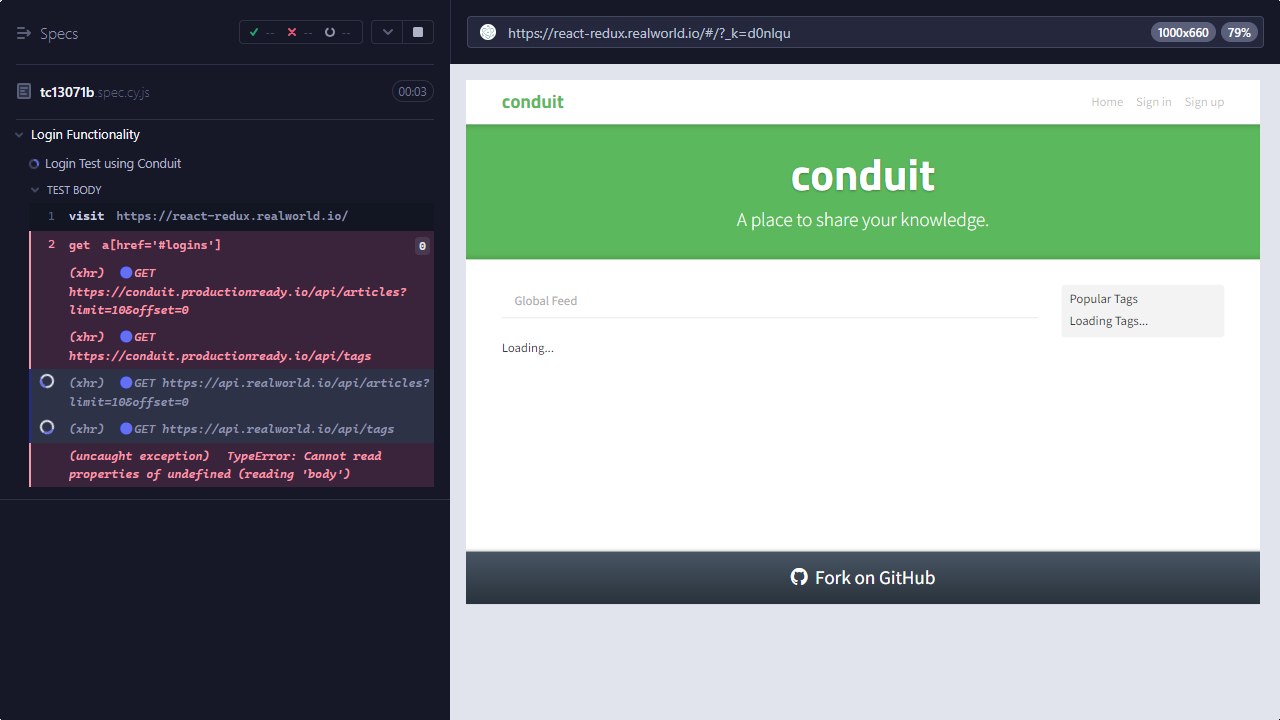 Specs
-- -- --
tc13071b.spec.cy.js
00:03
Login Functionality
Login Test using Conduit
TEST BODY
1 visit https://react-redux.realworld.io/
2 get a[href='#logins'] 0
(xhr) GET
https://conduit.productionready.io/api/articles?
limit=10&offset=0
(xhr) GET
https://conduit.productionready.io/api/tags
(xhr) GET https://api.realworld.io/api/articles?
limit=10&offset=0
(xhr) GET https://api.realworld.io/api/tags
(uncaught exception) TypeError: Cannot read
properties of undefined (reading 'body')
https://react-redux.realworld.io/#/?_k=d0nlqu
1000x660 79%
conduit
Home Sign in Sign up
conduit
A place to share your knowledge.
Global Feed
Loading...
Popular Tags
Loading Tags...
Fork on GitHub